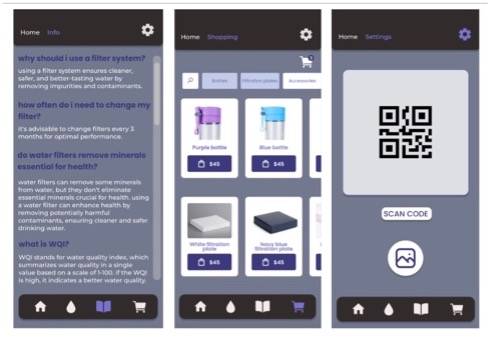 Home Info
why should i use a filter system?
using a filter system ensures cleaner,
safer, and better-tasting water by
removing impurities and contaminants.
how often do i need to change my
filter?
it's advisable to change filters every 3
months for optimal performance.
do water filters remove minerals
essential for health?
water filters can remove some minerals
from water, but they don't eliminate
essential minerals crucial for health. using
a water filter can enhance health by
removing potentially harmful
contaminants, ensuring cleaner and safer
drinking water.
what is WQI?
WQI stands for water quality index, which
summarizes water quality in a single
value based on a scale of 1-100. if the WQI
is high, it indicates a better water quality.
Home Shopping
Bottles Filtration plates Accessories
Purple bottle
$45
Blue bottle
$45
White filtration
plate
$45
Navy blue
filtration plate
$45
Home Settings
SCAN CODE